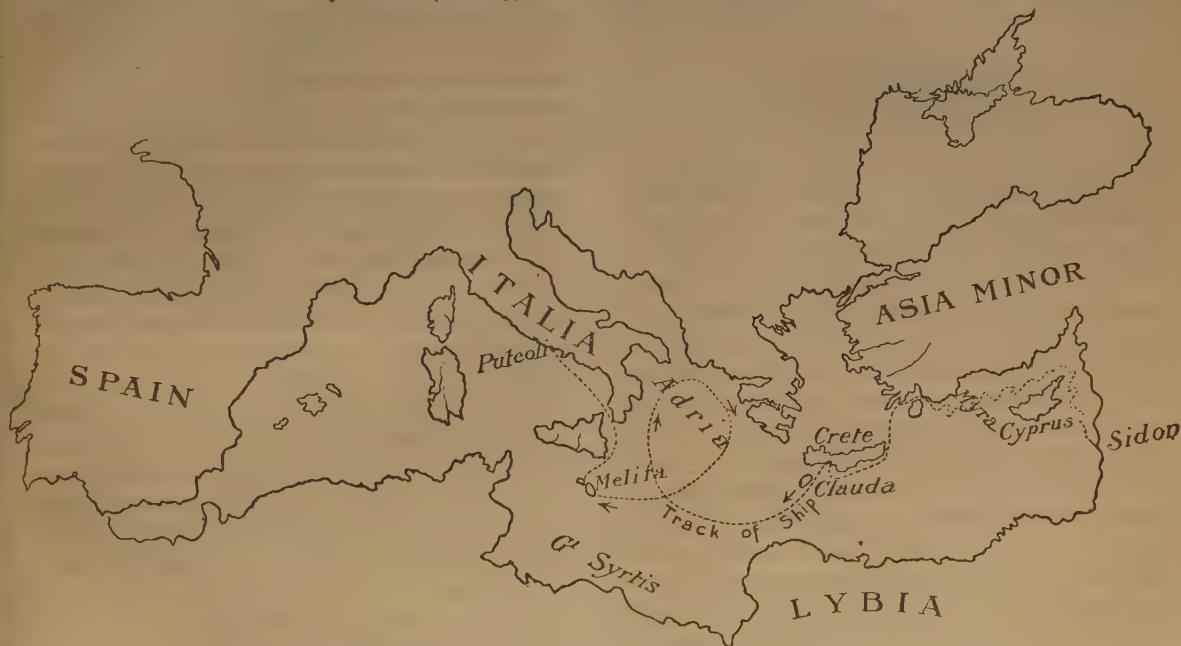 ITALIA
ASIA MINOR
SPAIN
Puteoli
Adria
Crete
Cyprus
Sidon
Melita
Clauda
Track of Ship
Gt Syrtis
LYBIA